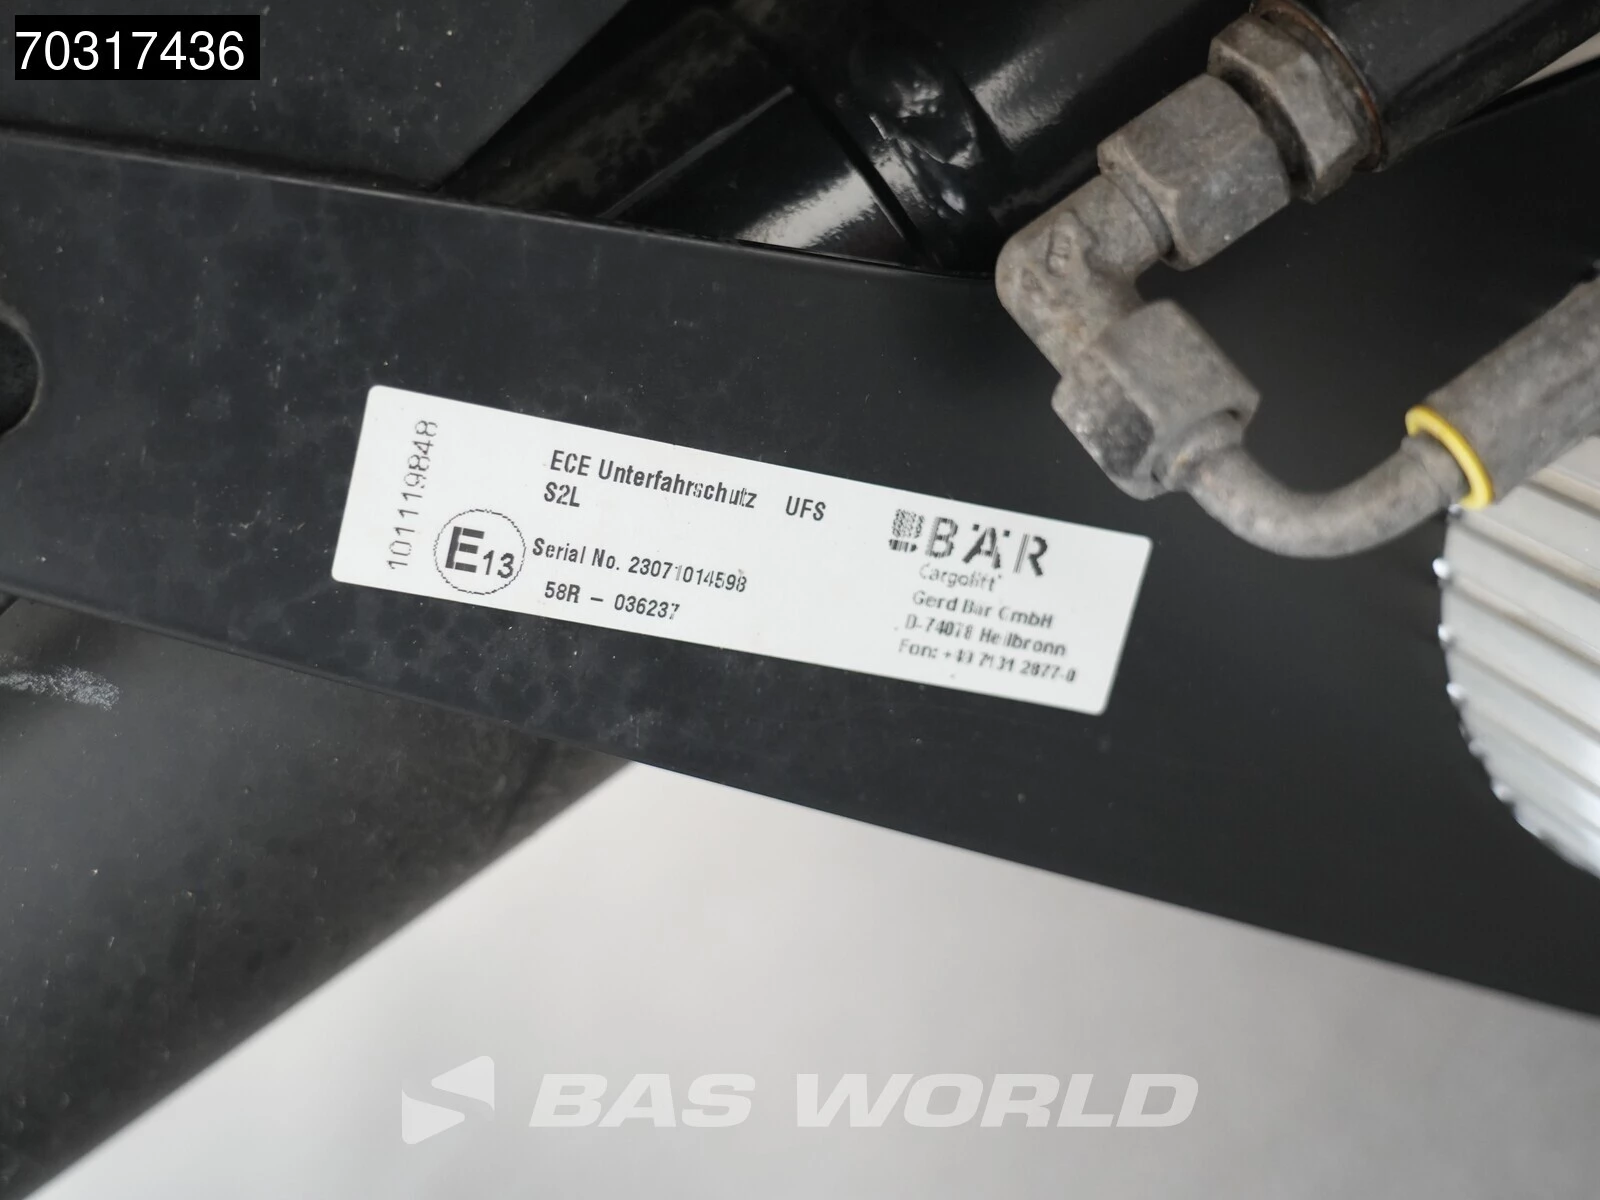 70317436
101119848
ECE Unterfahrschutz UFS
S2L
E13
Serial No. 23071014598
58R - 036237
BÄR
Cargolift
Gerd Bär GmbH
D-74078 Heilbronn
Fon: +49 7131 2877-0
BAS WORLD